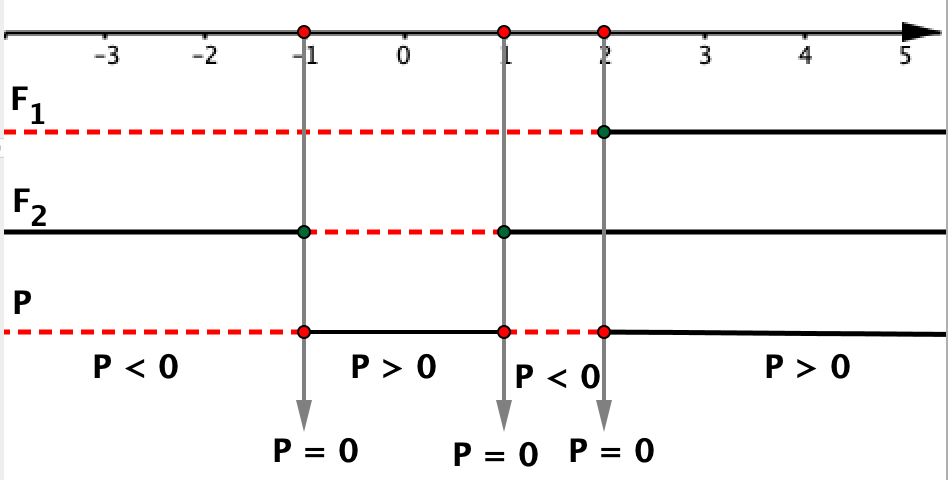 -3 -2 -1 0 1 2 3 4 5
F1
F2
P
P < 0 P > 0 P < 0 P > 0
P = 0 P = 0 P = 0